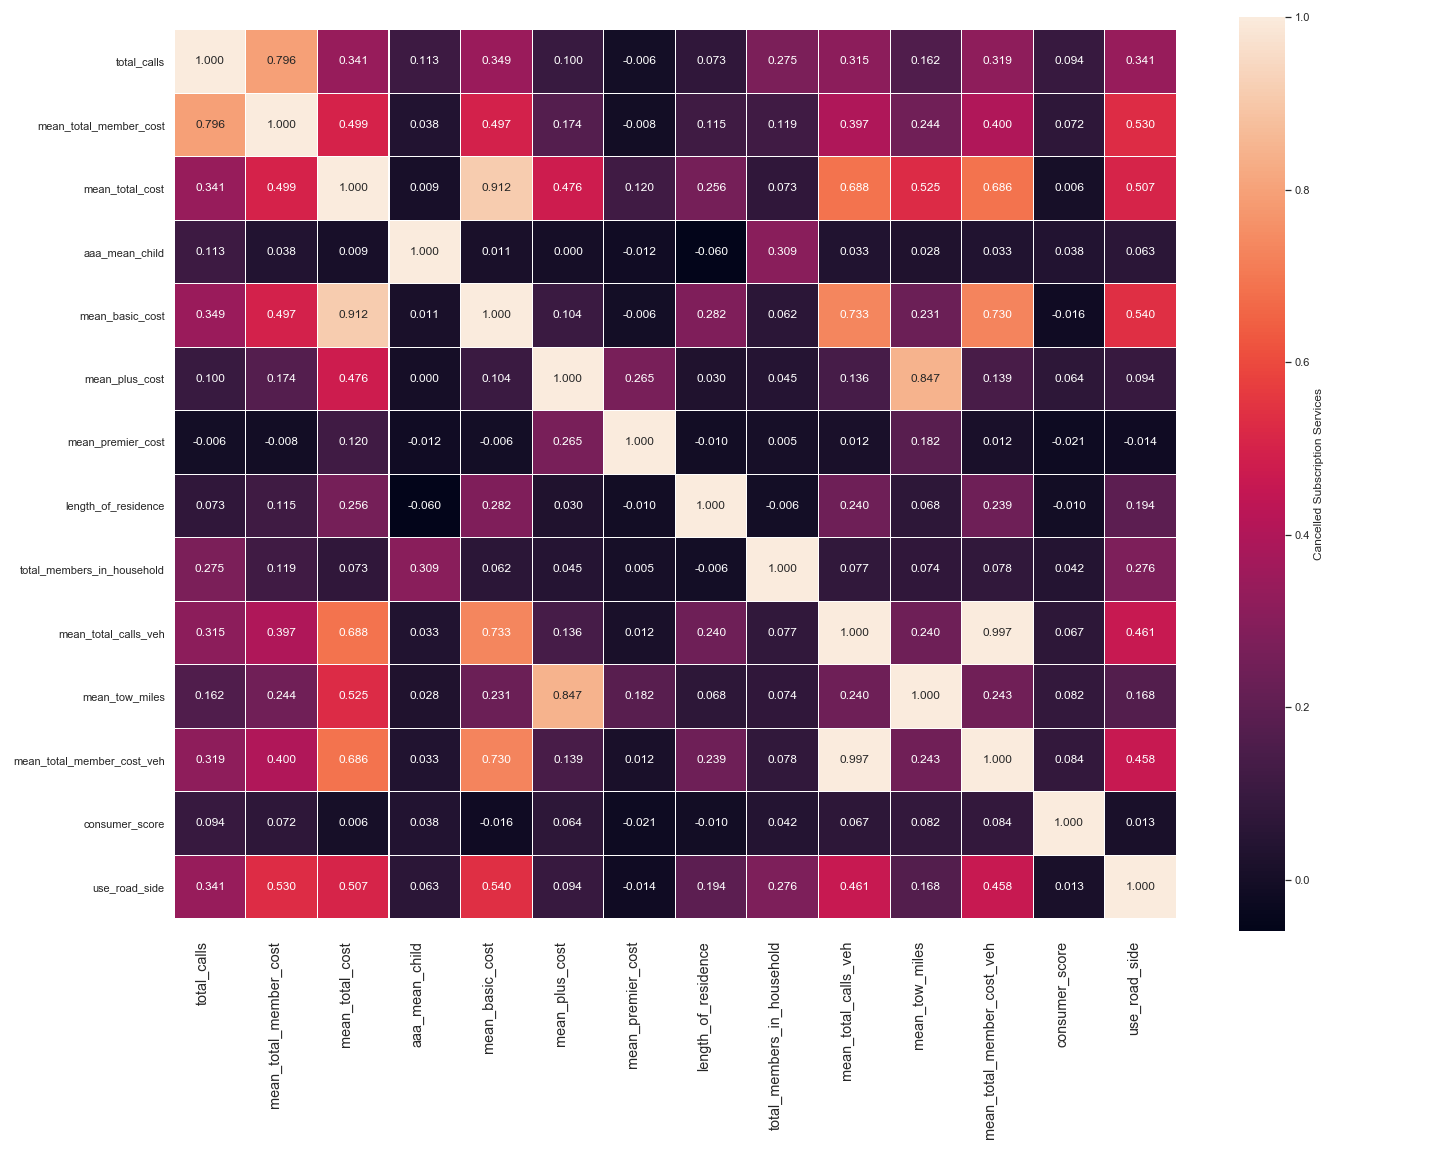 total_calls 1.000 0.796 0.341 0.113 0.349 0.100 -0.006 0.073 0.275 0.315 0.162 0.319 0.094 0.341
mean_total_member_cost 0.796 1.000 0.499 0.038 0.497 0.174 -0.008 0.115 0.119 0.397 0.244 0.400 0.072 0.530
mean_total_cost 0.341 0.499 1.000 0.009 0.912 0.476 0.120 0.256 0.073 0.688 0.525 0.686 0.006 0.507
aaa_mean_child 0.113 0.038 0.009 1.000 0.011 0.000 -0.012 -0.060 0.309 0.033 0.028 0.033 0.038 0.063
mean_basic_cost 0.349 0.497 0.912 0.011 1.000 0.104 -0.006 0.282 0.062 0.733 0.231 0.730 -0.016 0.540
mean_plus_cost 0.100 0.174 0.476 0.000 0.104 1.000 0.265 0.030 0.045 0.136 0.847 0.139 0.064 0.094
mean_premier_cost -0.006 -0.008 0.120 -0.012 -0.006 0.265 1.000 -0.010 0.005 0.012 0.182 0.012 -0.021 -0.014
length_of_residence 0.073 0.115 0.256 -0.060 0.282 0.030 -0.010 1.000 -0.006 0.240 0.068 0.239 -0.010 0.194
total_members_in_household 0.275 0.119 0.073 0.309 0.062 0.045 0.005 -0.006 1.000 0.077 0.074 0.078 0.042 0.276
mean_total_calls_veh 0.315 0.397 0.688 0.033 0.733 0.136 0.012 0.240 0.077 1.000 0.240 0.997 0.067 0.461
mean_tow_miles 0.162 0.244 0.525 0.028 0.231 0.847 0.182 0.068 0.074 0.240 1.000 0.243 0.082 0.168
mean_total_member_cost_veh 0.319 0.400 0.686 0.033 0.730 0.139 0.012 0.239 0.078 0.997 0.243 1.000 0.084 0.458
consumer_score 0.094 0.072 0.006 0.038 -0.016 0.064 -0.021 -0.010 0.042 0.067 0.082 0.084 1.000 0.013
use_road_side 0.341 0.530 0.507 0.063 0.540 0.094 -0.014 0.194 0.276 0.461 0.168 0.458 0.013 1.000
total_calls
mean_total_member_cost
mean_total_cost
aaa_mean_child
mean_basic_cost
mean_plus_cost
mean_premier_cost
length_of_residence
total_members_in_household
mean_total_calls_veh
mean_tow_miles
mean_total_member_cost_veh
consumer_score
use_road_side
1.0
0.8
0.6
0.4
0.2
0.0
Cancelled Subscription Services